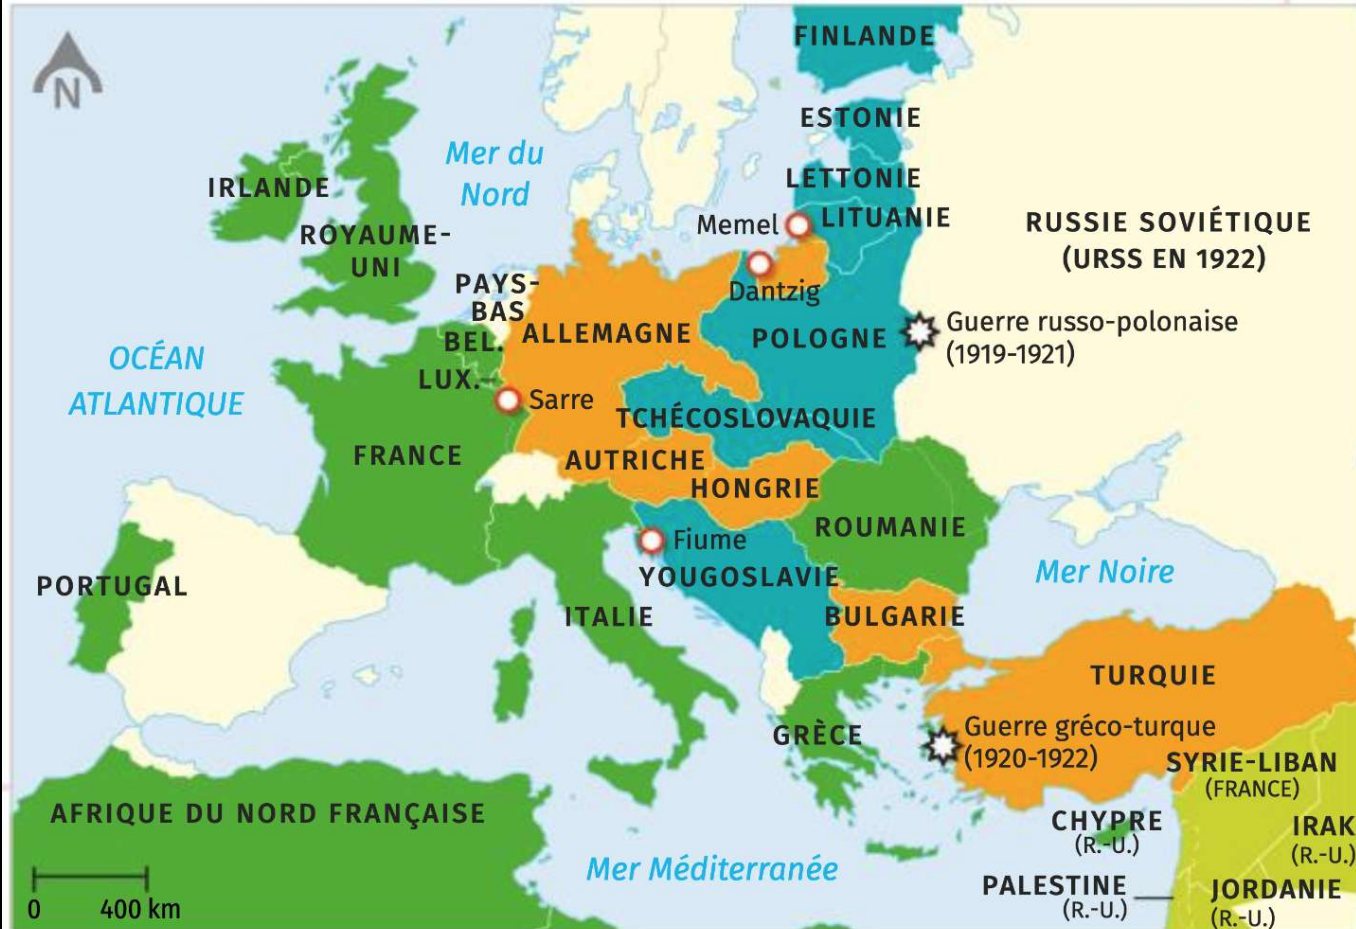 FINLANDE
N
ESTONIE
Mer du
Nord
LETTONIE
IRLANDE
Memel
LITUANIE
RUSSIE SOVIÉTIQUE
(URSS EN 1922)
ROYAUME-
UNI
PAYS-
BAS
Dantzig
ALLEMAGNE
POLOGNE
Guerre russo-polonaise
(1919-1921)
BEL.
OCÉAN
ATLANTIQUE
LUX.
Sarre
TCHÉCOSLOVAQUIE
FRANCE
AUTRICHE
HONGRIE
ROUMANIE
Fiume
Mer Noire
YOUGOSLAVIE
PORTUGAL
ITALIE
BULGARIE
TURQUIE
GRÈCE
Guerre gréco-turque
(1920-1922)
SYRIE-LIBAN
(FRANCE)
AFRIQUE DU NORD FRANÇAISE
CHYPRE
(R.-U.)
IRAK
(R.-U.)
Mer Méditerranée
PALESTINE
(R.-U.)
JORDANIE
(R.-U.)
0
400 km